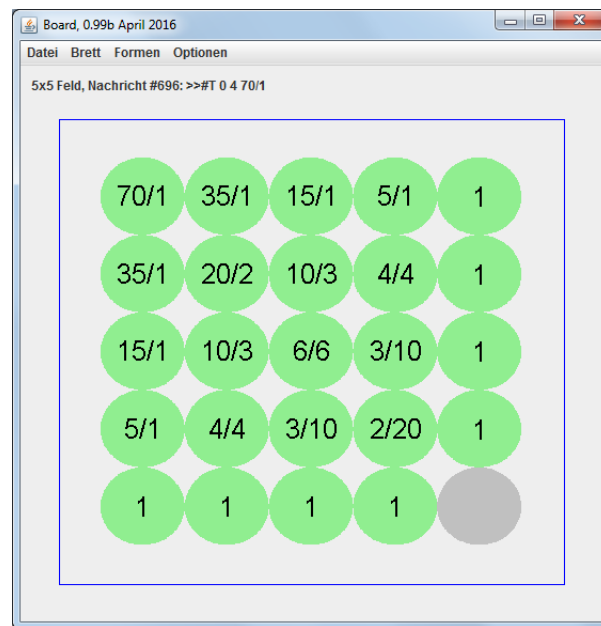 Board, 0.99b April 2016
Datei Brett Formen Optionen
5x5 Feld, Nachricht #696: >>#T 0 4 70/1
70/1 35/1 15/1 5/1 1
35/1 20/2 10/3 4/4 1
15/1 10/3 6/6 3/10 1
5/1 4/4 3/10 2/20 1
1 1 1 1